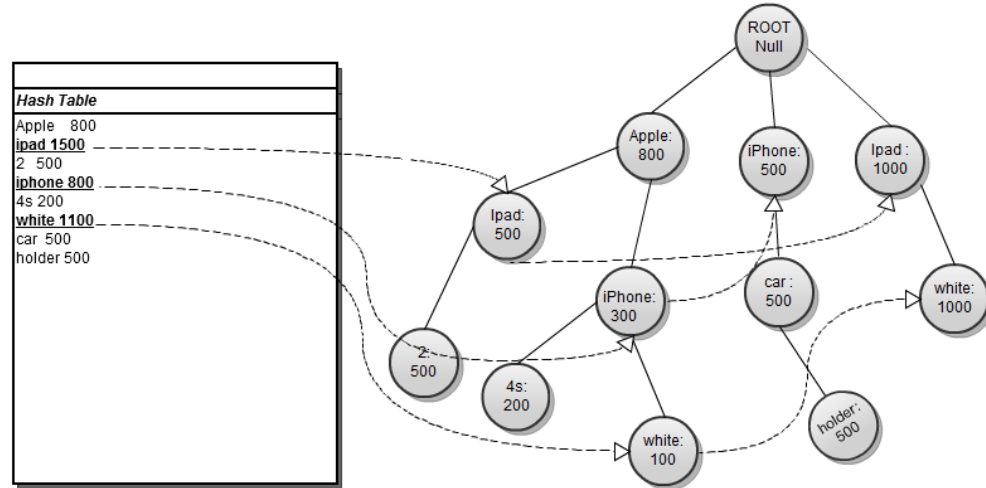 Hash Table
Apple 800
ipad 1500
2 500
iphone 800
4s 200
white 1100
car 500
holder 500
ROOT
Null
Apple:
800
iPhone:
500
Ipad :
1000
Ipad:
500
iPhone:
300
car :
500
white:
1000
2:
500
4s:
200
white:
100
holder:
500